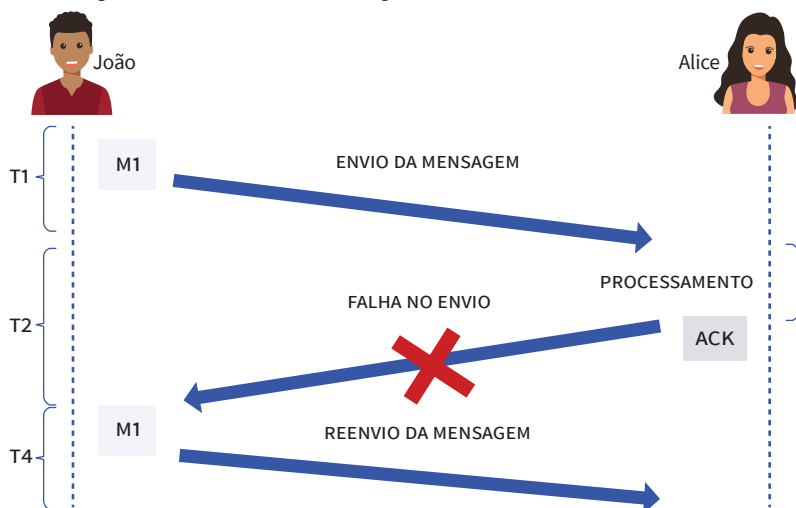 João
Alice
T1
M1
ENVIO DA MENSAGEM
PROCESSAMENTO
FALHA NO ENVIO
T2
ACK
M1
REENVIO DA MENSAGEM
T4